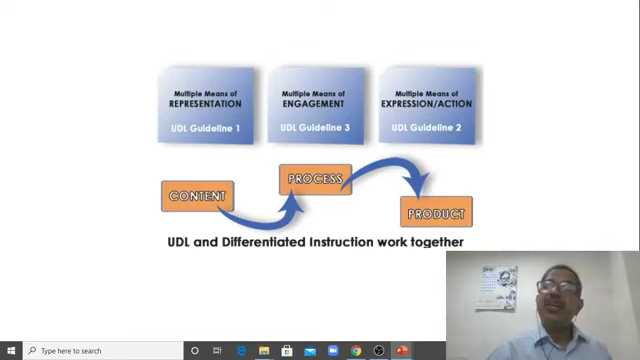 Multiple Means of
REPRESENTATION
UDL Guideline 1
Multiple Means of
ENGAGEMENT
UDL Guideline 3
Multiple Means of
EXPRESSION/ACTION
UDL Guideline 2
CONTENT
PROCESS
PRODUCT
UDL and Differentiated Instruction work together
Type here to search